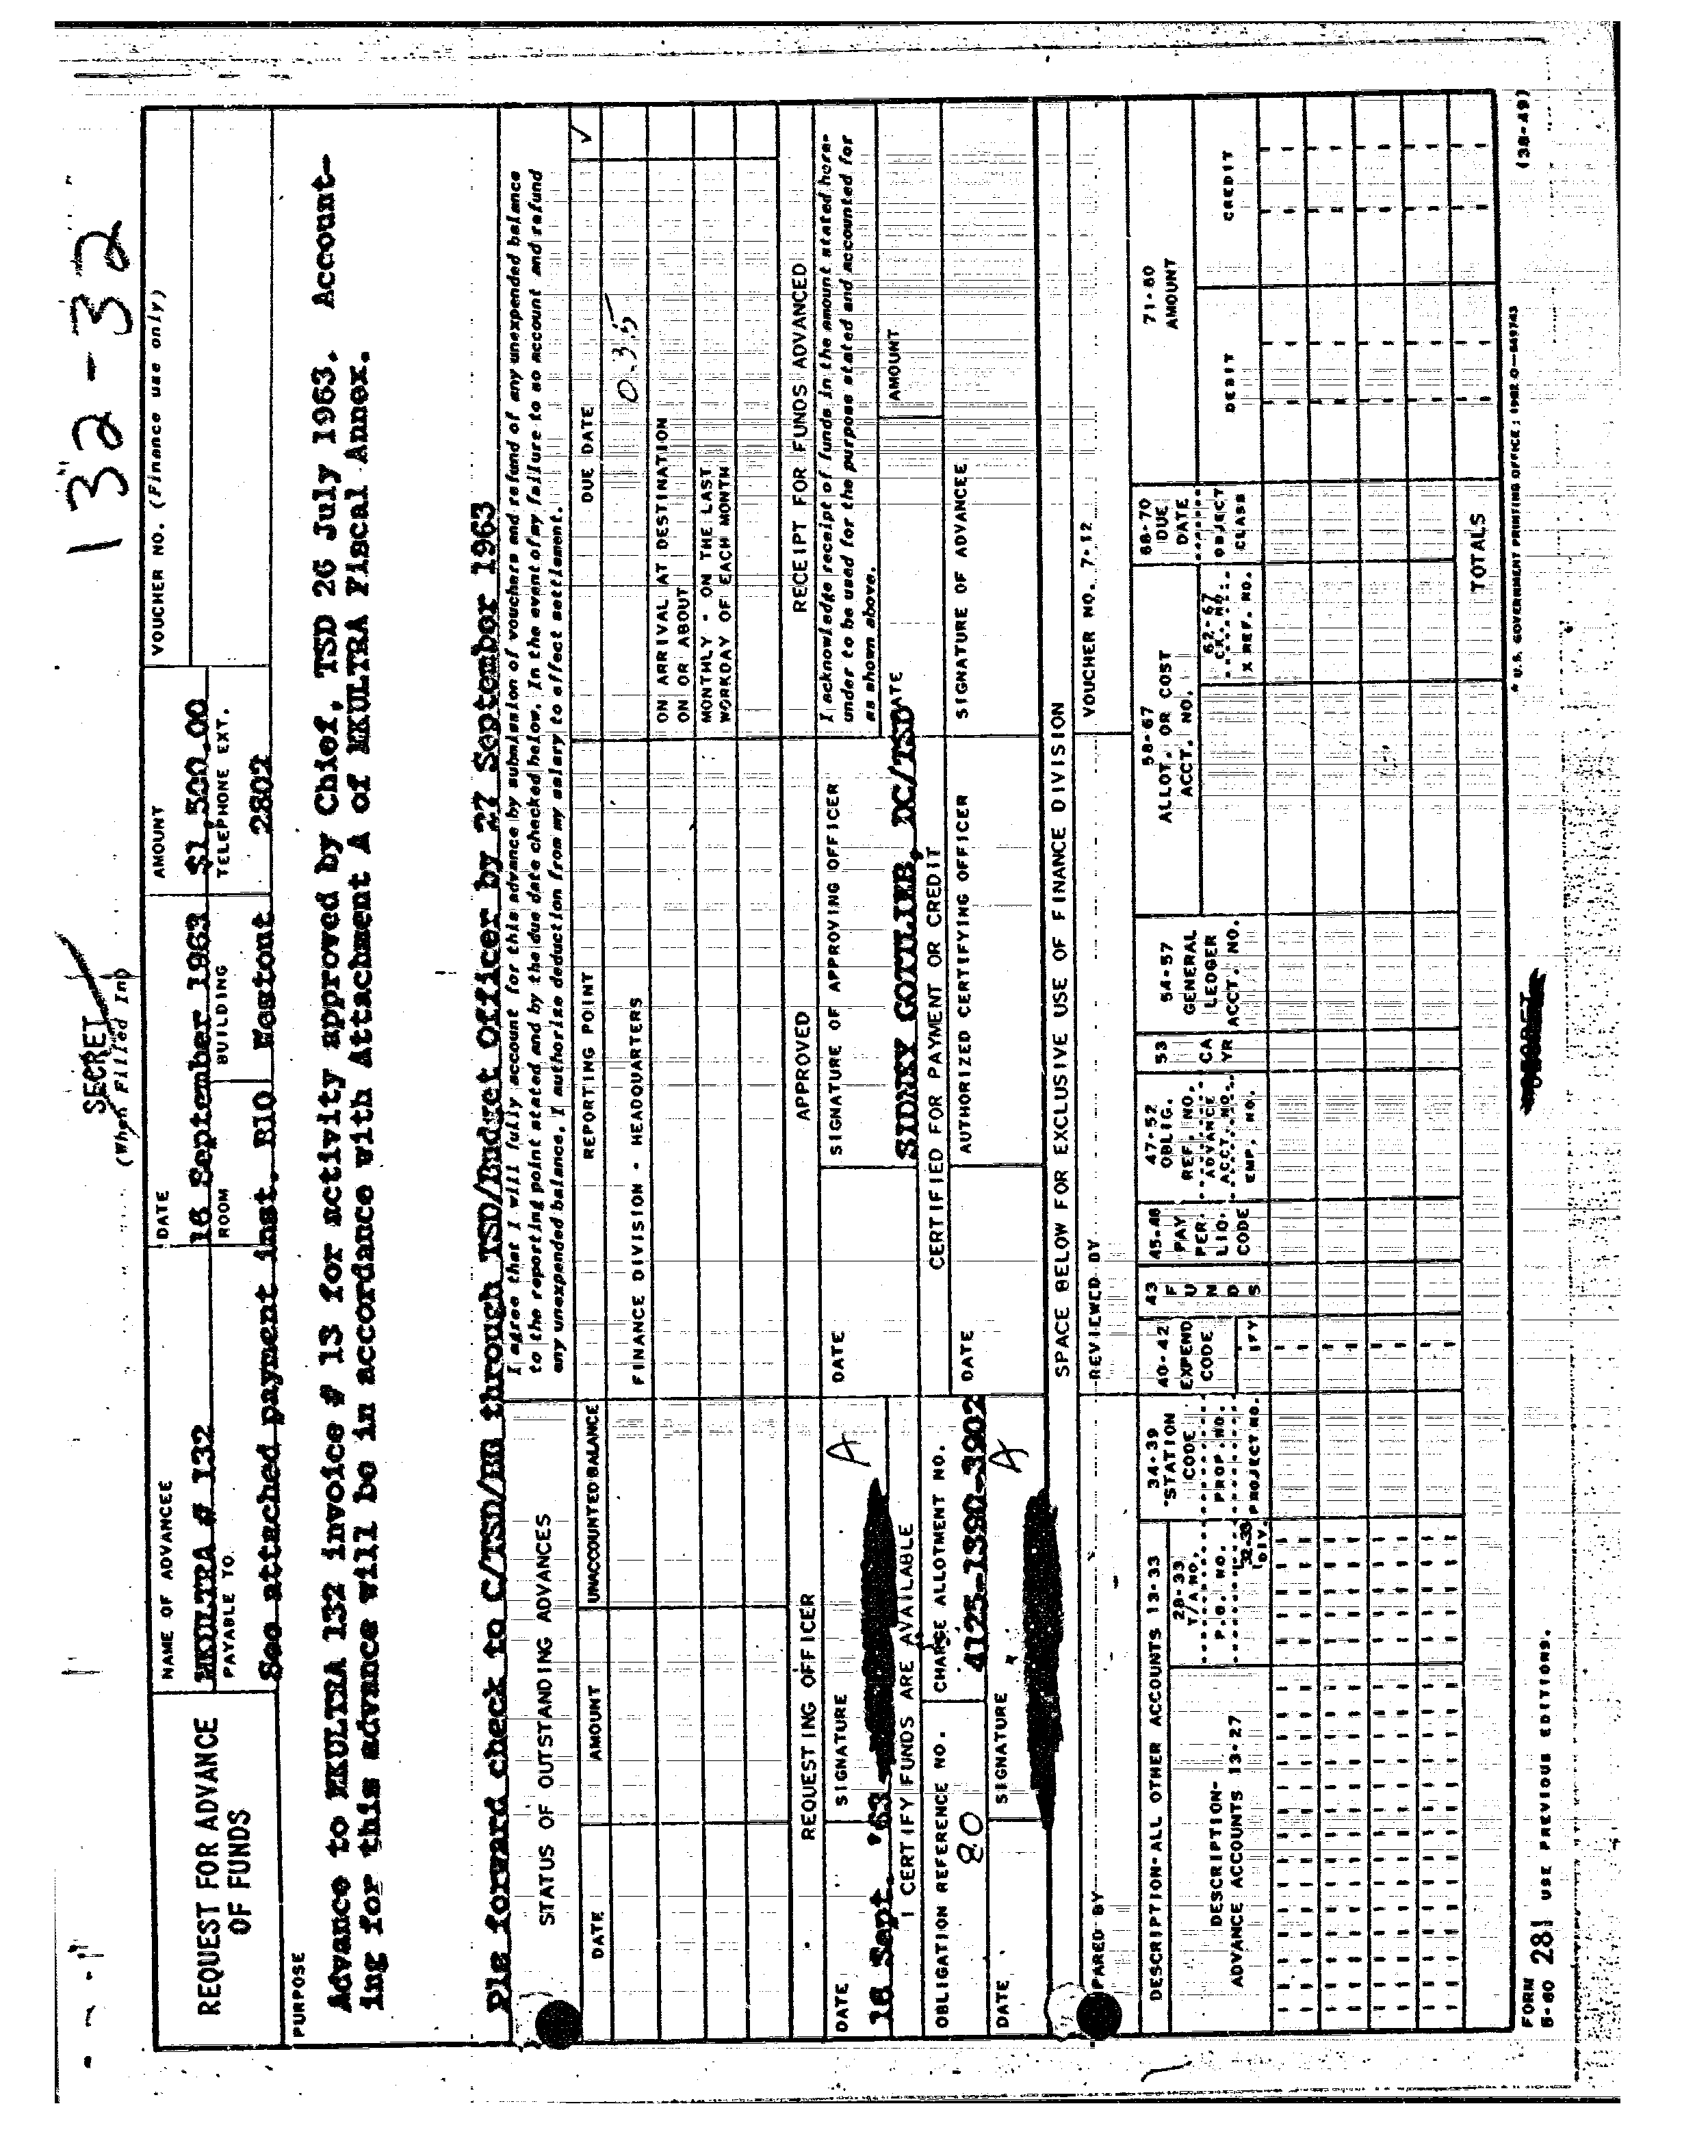 132-32
SECRET
(When Filled In)
REQUEST FOR ADVANCE
OF FUNDS
NAME OF ADVANCEE
MKULTRA # 132
DATE
16 September 1963
AMOUNT
$1,500.00
VOUCHER NO. (Finance use only)
PAYABLE TO
See attached payment inst.
ROOM
B10
BUILDING
Westout
TELEPHONE EXT.
2802
PURPOSE
Advance to MKULTRA 132 invoice # 13 for activity approved by Chief, TSD 26 July 1963. Account-
ing for this advance will be in accordance with Attachment A of MKULTRA Fiscal Annex.
Pls forward check to C/TSD/BM through TSD/Budget Officer by 27 September 1963
STATUS OF OUTSTANDING ADVANCES
I agree that I will fully account for this advance by submission of vouchers and refund of any unexpended balance
to the reporting point stated and by the due date checked below. In the event of my failure to so account and refund
any unexpended balance, I authorize deduction from my salary to effect settlement.
DATE
AMOUNT
UNACCOUNTED BALANCE
REPORTING POINT
DUE DATE
✓
FINANCE DIVISION - HEADQUARTERS
0.35
ON ARRIVAL AT DESTINATION
ON OR ABOUT
MONTHLY - ON THE LAST
WORKDAY OF EACH MONTH
REQUESTING OFFICER
APPROVED
RECEIPT FOR FUNDS ADVANCED
DATE
16 Sept. '63
SIGNATURE
A
DATE
SIGNATURE OF APPROVING OFFICER
SIDNEY GOTTLIEB, DC/TSD
I acknowledge receipt of funds in the amount stated here-
under to be used for the purpose stated and accounted for
as shown above.
DATE
AMOUNT
I CERTIFY FUNDS ARE AVAILABLE
CERTIFIED FOR PAYMENT OR CREDIT
OBLIGATION REFERENCE NO.
80
CHARGE ALLOTMENT NO.
4125-1390-3902
DATE
AUTHORIZED CERTIFYING OFFICER
SIGNATURE OF ADVANCEE
DATE
SIGNATURE
A
SPACE BELOW FOR EXCLUSIVE USE OF FINANCE DIVISION
PARED BY
REVIEWED BY
VOUCHER NO. 7-12
DESCRIPTION-ALL OTHER ACCOUNTS 13-33
DESCRIPTION-
ADVANCE ACCOUNTS 13-27
28-33
T/A NO.
P.O. NO.
32-33
DIV.
34-39
STATION
CODE
PROP. NO.
PROJECT NO.
40-42
EXPEND
CODE
FY
43
F
U
N
D
S
45-46
PAY
PER-
LIO-
CODE
47-52
OBLIG.
REF. NO.
ADVANCE
ACCT. NO.
EMP. NO.
53
CA
YR
54-57
GENERAL
LEDGER
ACCT. NO.
58-67
ALLOT. OR COST
ACCT. NO.
62-67
CK. NO.
X REF. NO.
68-70
DUE
DATE
OBJECT
CLASS
71-80
AMOUNT
DEBIT
CREDIT
TOTALS
FORM
5-60 281 USE PREVIOUS EDITIONS.
* U.S. GOVERNMENT PRINTING OFFICE:
(38-49)